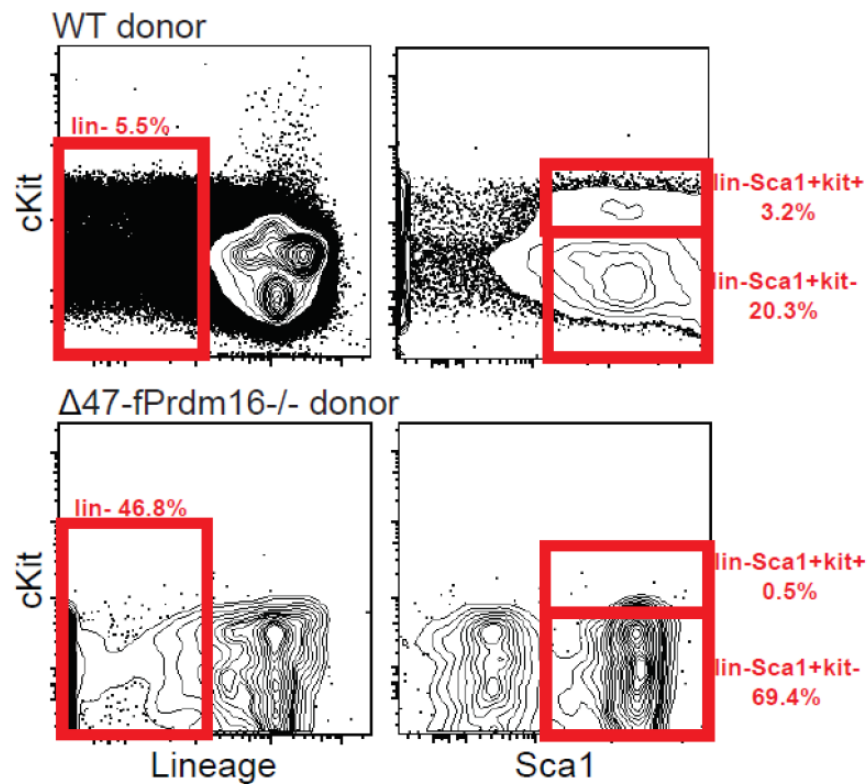 WT donor
lin- 5.5%
cKit
lin-Sca1+kit+
3.2%
lin-Sca1+kit-
20.3%
Δ47-fPrdm16-/- donor
lin- 46.8%
cKit
lin-Sca1+kit+
0.5%
lin-Sca1+kit-
69.4%
Lineage
Sca1